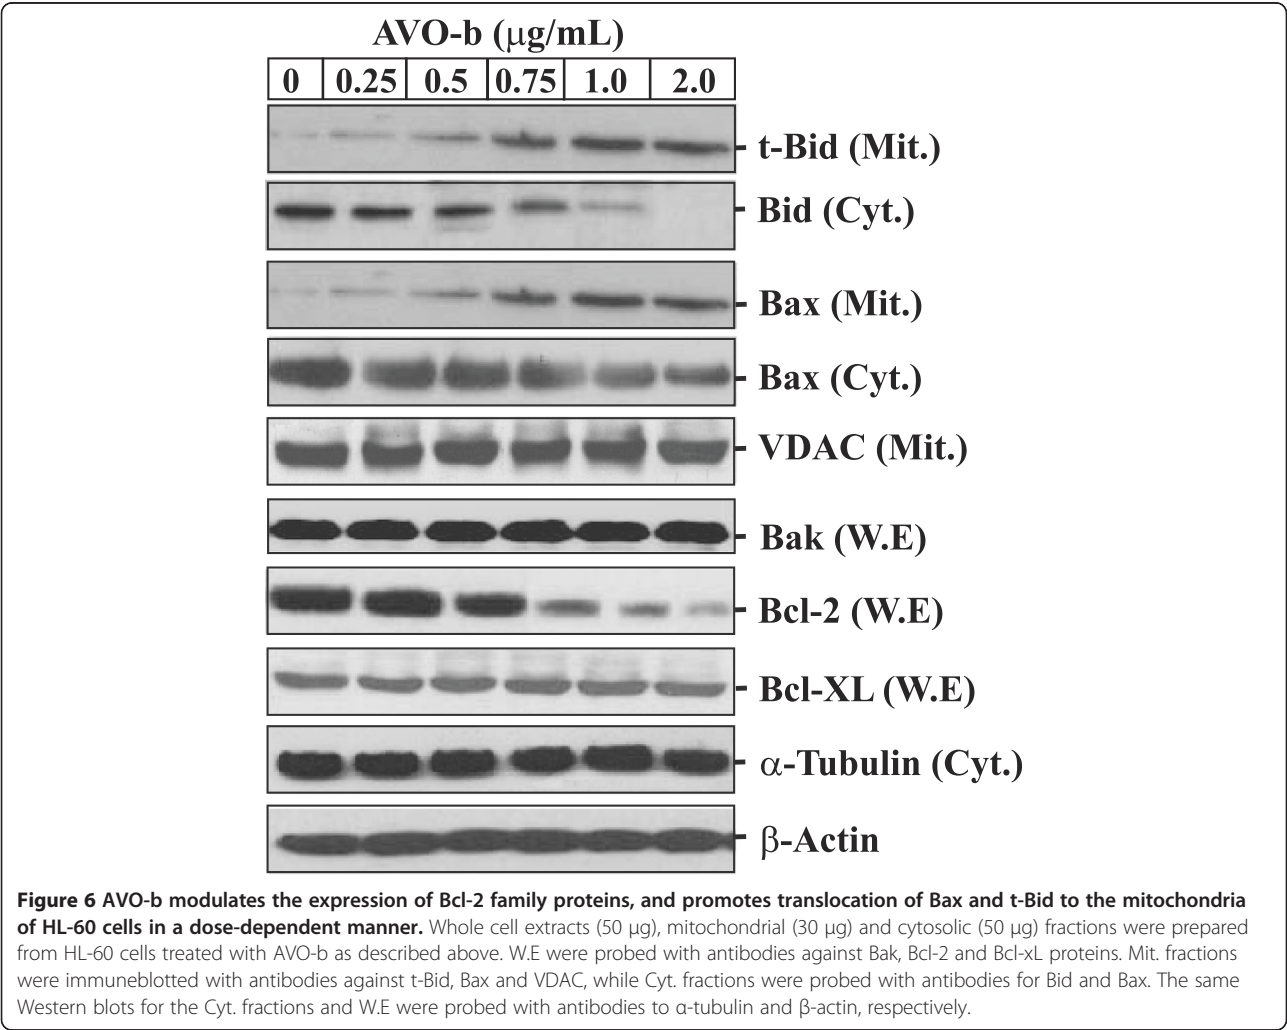 AVO-b (μg/mL)
0 0.25 0.5 0.75 1.0 2.0
t-Bid (Mit.)
Bid (Cyt.)
Bax (Mit.)
Bax (Cyt.)
VDAC (Mit.)
Bak (W.E)
Bcl-2 (W.E)
Bcl-XL (W.E)
α-Tubulin (Cyt.)
β-Actin
Figure 6 AVO-b modulates the expression of Bcl-2 family proteins, and promotes translocation of Bax and t-Bid to the mitochondria
of HL-60 cells in a dose-dependent manner. Whole cell extracts (50 μg), mitochondrial (30 μg) and cytosolic (50 μg) fractions were prepared
from HL-60 cells treated with AVO-b as described above. W.E were probed with antibodies against Bak, Bcl-2 and Bcl-xL proteins. Mit. fractions
were immuneblotted with antibodies against t-Bid, Bax and VDAC, while Cyt. fractions were probed with antibodies for Bid and Bax. The same
Western blots for the Cyt. fractions and W.E were probed with antibodies to α-tubulin and β-actin, respectively.